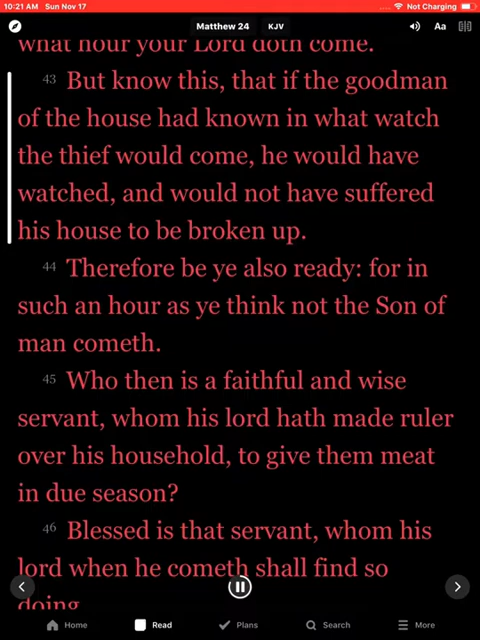 10:21 AM Sun Nov 17
Not Charging
Matthew 24 KJV
Aa
what hour your Lord doth come.
43 But know this, that if the goodman
of the house had known in what watch
the thief would come, he would have
watched, and would not have suffered
his house to be broken up.
44 Therefore be ye also ready: for in
such an hour as ye think not the Son of
man cometh.
45 Who then is a faithful and wise
servant, whom his lord hath made ruler
over his household, to give them meat
in due season?
46 Blessed is that servant, whom his
lord when he cometh shall find so
doing
Home Read Plans Search More